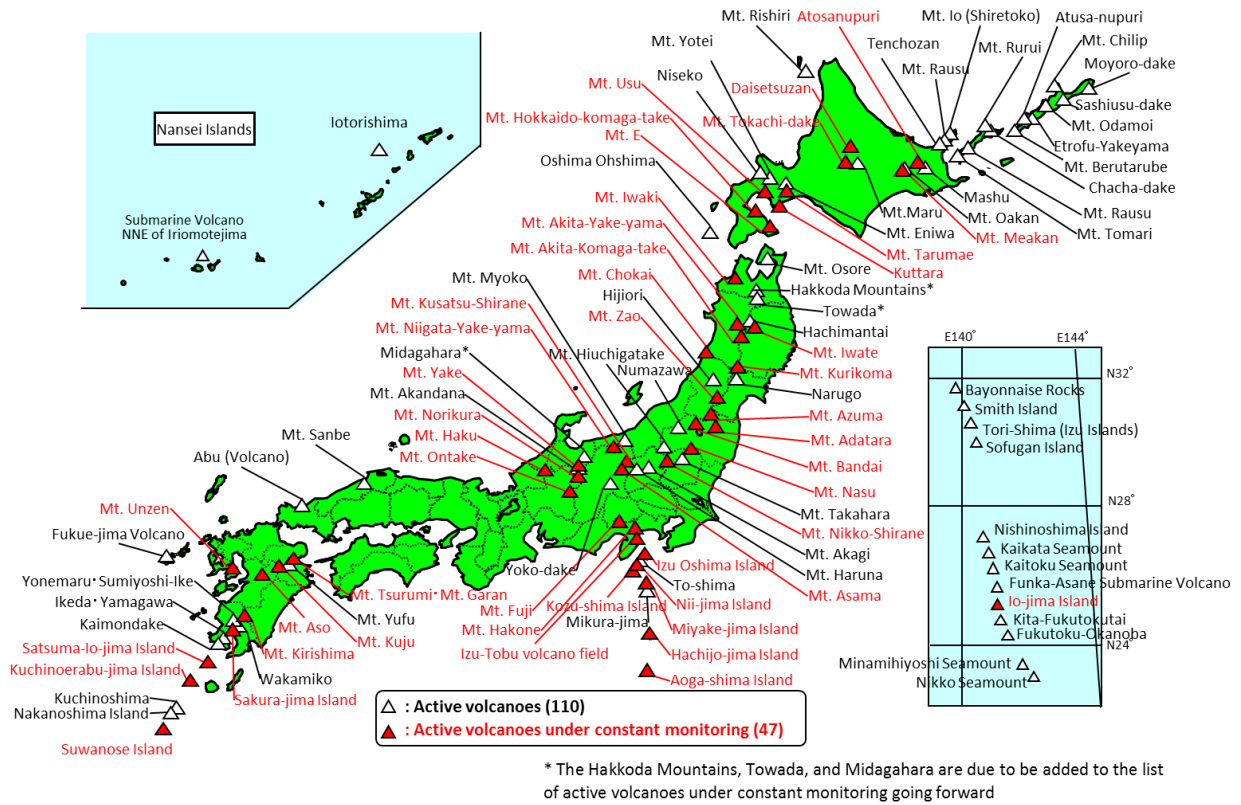 Nansei Islands
Iotorishima
Submarine Volcano
NNE of Iriomotejima
Mt. Rishiri
Atosanupuri
Mt. Io (Shiretoko)
Atusa-nupuri
Mt. Yotei
Tenchozan
Mt. Rurui
Mt. Chilip
Niseko
Mt. Rausu
Moyoro-dake
Mt. Usu
Daisetuzan
Sashiusu-dake
Mt. Hokkaido-komaga-take
Mt. Tokachi-dake
Mt. Odamoi
Mt. E
Etrofu-Yakeyama
Oshima Ohshima
Mt. Berutarube
Chacha-dake
Mashu
Mt. Rausu
Mt.Maru
Mt. Oakan
Mt. Tomari
Mt. Eniwa
Mt. Meakan
Mt. Tarumae
Kuttara
Mt. Iwaki
Mt. Akita-Yake-yama
Mt. Akita-Komaga-take
Mt. Osore
Mt. Myoko
Mt. Chokai
Hakkoda Mountains*
Mt. Kusatsu-Shirane
Hijiori
Towada*
Mt. Niigata-Yake-yama
Mt. Zao
Hachimantai
Midagahara*
Mt. Hiuchigatake
Mt. Iwate
Mt. Yake
Numazawa
Mt. Kurikoma
Mt. Akandana
Narugo
Mt. Norikura
Mt. Azuma
Mt. Haku
Mt. Adatara
Mt. Sanbe
Mt. Ontake
Mt. Bandai
Abu (Volcano)
Mt. Nasu
Mt. Unzen
Mt. Takahara
Fukue-jima Volcano
Mt. Nikko-Shirane
Mt. Akagi
Yonemaru・Sumiyoshi-Ike
Yoko-dake
Mt. Haruna
Ikeda・Yamagawa
Mt. Tsurumi・Mt. Garan
Izu Oshima Island
Mt. Asama
Kaimondake
Mt. Yufu
To-shima
Satsuma-Io-jima Island
Mt. Aso
Mt. Kuju
Mt. Fuji
Kozu-shima Island
Nii-jima Island
Kuchinoerabu-jima Island
Mt. Kirishima
Mt. Hakone
Mikura-jima
Miyake-jima Island
Wakamiko
Izu-Tobu volcano field
Hachijo-jima Island
Kuchinoshima
Sakura-jima Island
Aoga-shima Island
Nakanoshima Island
Suwanose Island
E140°
E144°
N32°
Bayonnaise Rocks
Smith Island
Tori-Shima (Izu Islands)
Sofugan Island
N28°
Nishinoshima Island
Kaikata Seamount
Kaitoku Seamount
Funka-Asane Submarine Volcano
Io-jima Island
Kita-Fukutokutai
Fukutoku-Okanoba
N24°
Minamihiyoshi Seamount
Nikko Seamount
: Active volcanoes (110)
: Active volcanoes under constant monitoring (47)
* The Hakkoda Mountains, Towada, and Midagahara are due to be added to the list
of active volcanoes under constant monitoring going forward